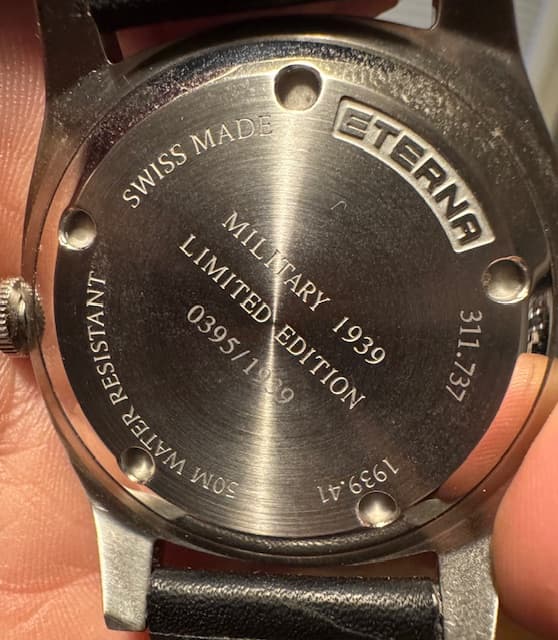 ETERNA
SWISS MADE
MILITARY 1939
LIMITED EDITION
0395/1939
311.737
1939.41
50M WATER RESISTANT